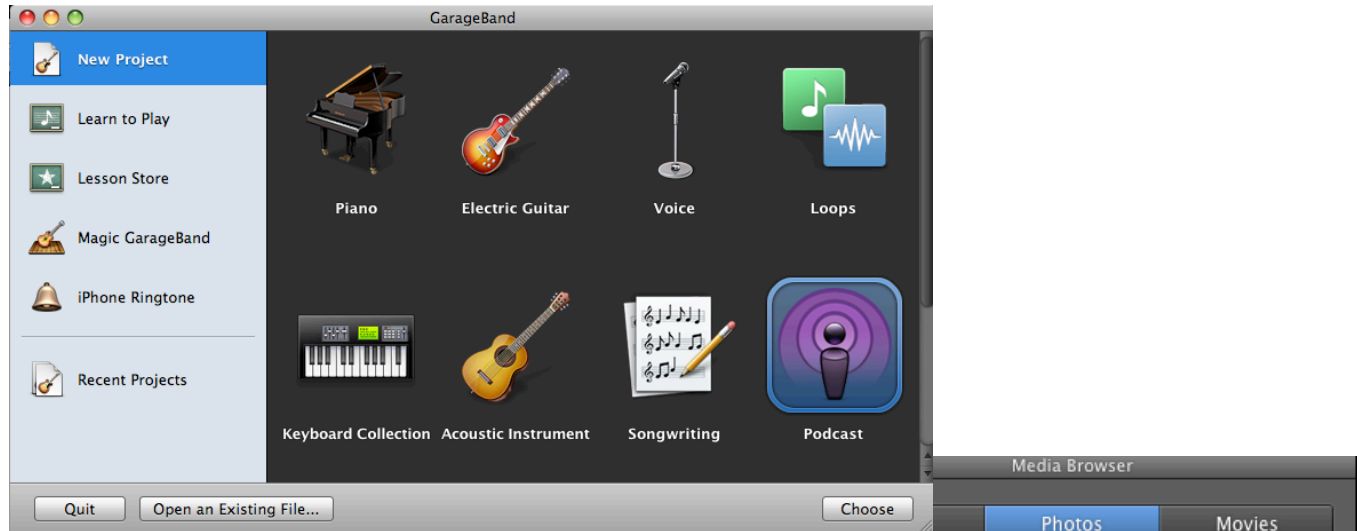 GarageBand
New Project
Learn to Play
Lesson Store
Magic GarageBand
iPhone Ringtone
Recent Projects
Piano
Electric Guitar
Voice
Loops
Keyboard Collection
Acoustic Instrument
Songwriting
Podcast
Quit
Open an Existing File...
Choose
Media Browser
Photos
Movies